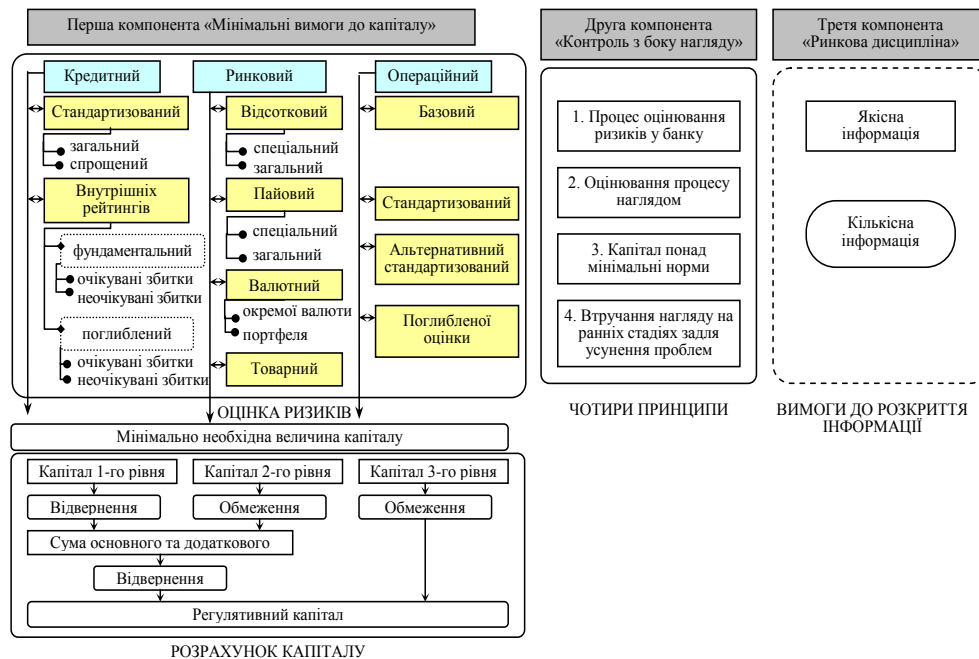 Перша компонента «Мінімальні вимоги до капіталу»
Кредитний
Стандартизований
загальний
спрощений
Внутрішніх
рейтингів
фундаментальний
очікувані збитки
неочікувані збитки
поглиблений
очікувані збитки
неочікувані збитки
Ринковий
Відсотковий
спеціальний
загальний
Пайовий
спеціальний
загальний
Валютний
окремої валюти
портфеля
Товарний
Операційний
Базовий
Стандартизований
Альтернативний
стандартизований
Поглибленої
оцінки
ОЦІНКА РИЗИКІВ
Мінімально необхідна величина капіталу
Капітал 1-го рівня
Капітал 2-го рівня
Капітал 3-го рівня
Відвернення
Обмеження
Обмеження
Сума основного та додаткового
Відвернення
Регулятивний капітал
РОЗРАХУНОК КАПІТАЛУ
Друга компонента
«Контроль з боку нагляду»
1. Процес оцінювання
ризиків у банку
2. Оцінювання процесу
наглядом
3. Капітал понад
мінімальні норми
4. Втручання нагляду на
ранніх стадіях задля
усунення проблем
ЧОТИРИ ПРИНЦИПИ
Третя компонента
«Ринкова дисципліна»
Якісна
інформація
Кількісна
інформація
ВИМОГИ ДО РОЗКРИТТЯ
ІНФОРМАЦІЇ